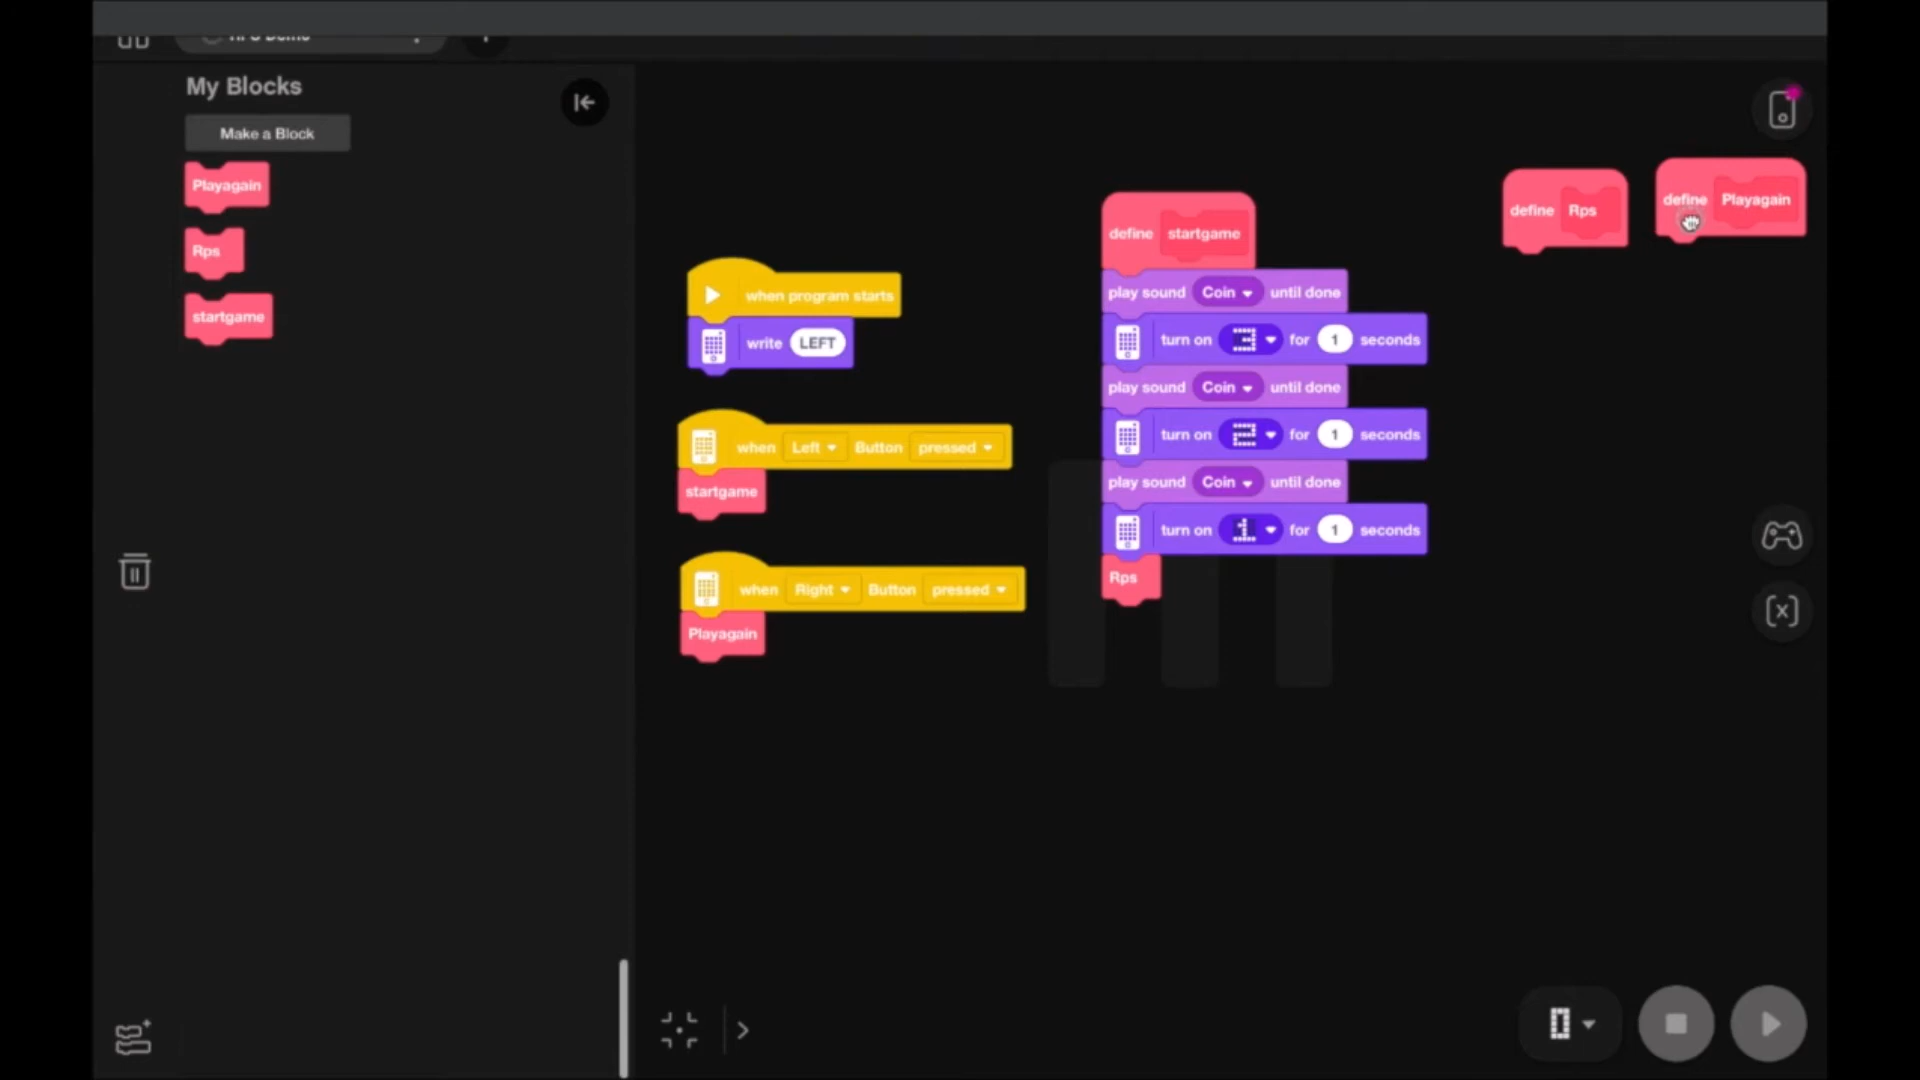 My Blocks
Make a Block
Playagain
Rps
startgame
when program starts
write LEFT
when Left Button pressed
startgame
when Right Button pressed
Playagain
define startgame
play sound Coin until done
turn on 3 for 1 seconds
play sound Coin until done
turn on 2 for 1 seconds
play sound Coin until done
turn on 1 for 1 seconds
Rps
define Rps
define Playagain